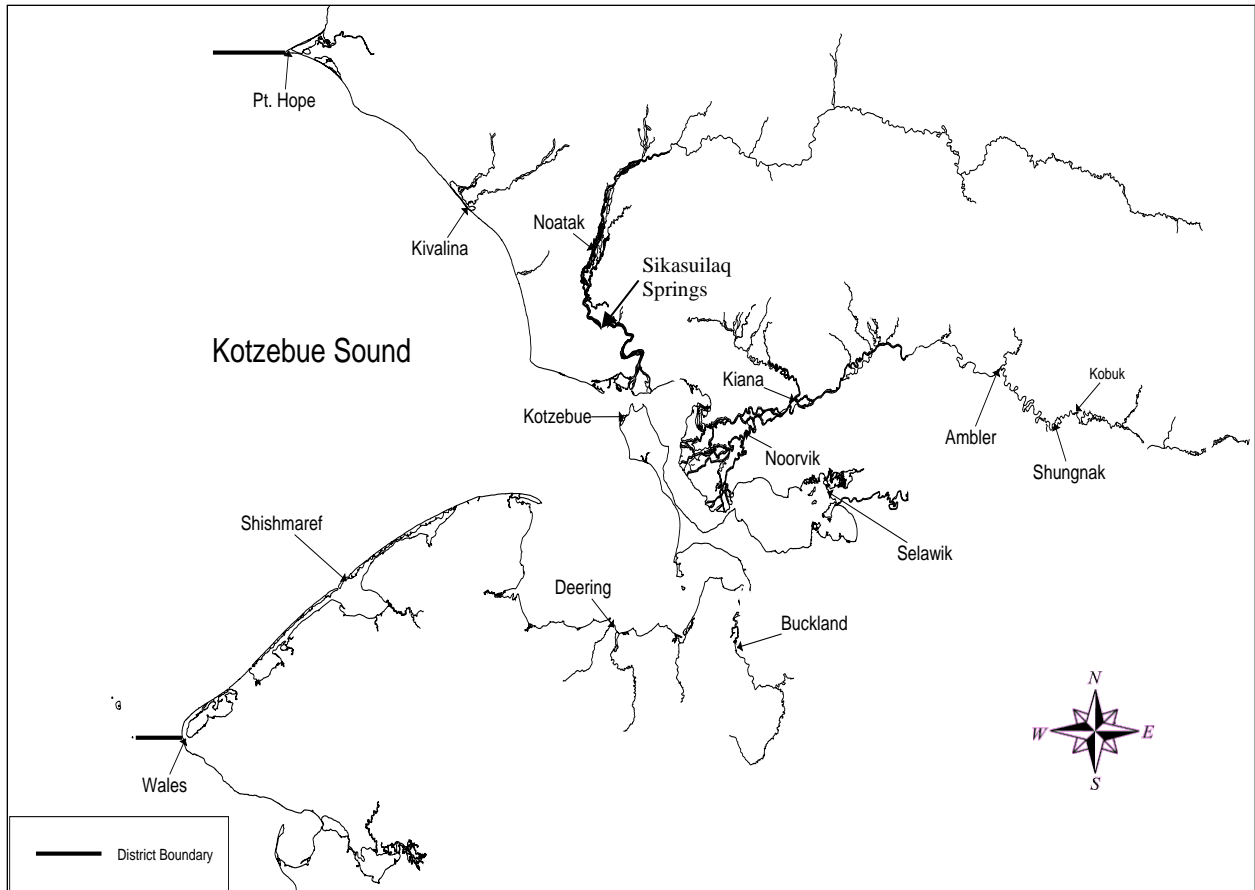 Pt. Hope
Kivalina
Noatak
Sikasuilaq
Springs
Kotzebue Sound
Kiana
Kobuk
Kotzebue
Ambler
Noorvik
Shungnak
Shishmaref
Selawik
Deering
Buckland
N
W
E
S
Wales
District Boundary